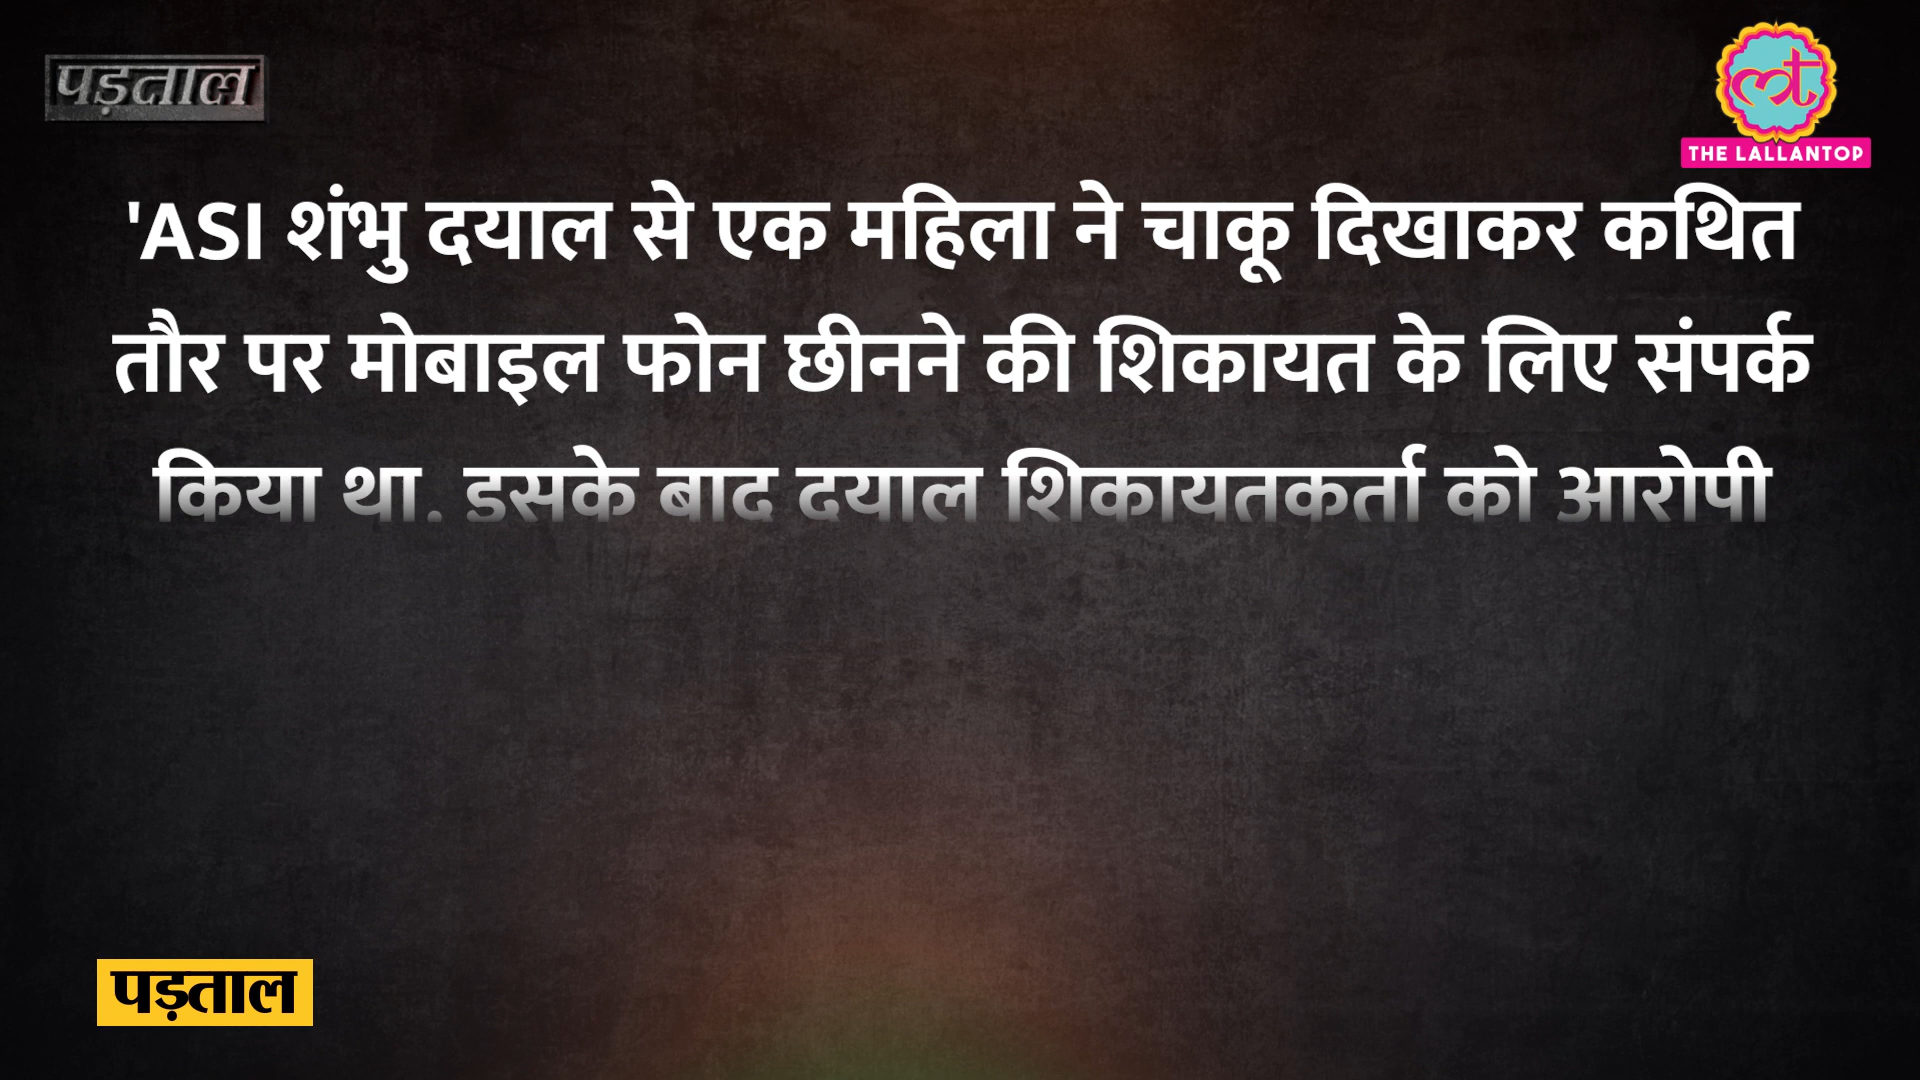 पड़ताल
THE LALLANTOP
'ASI शंभु दयाल से एक महिला ने चाकू दिखाकर कथित
तौर पर मोबाइल फोन छीनने की शिकायत के लिए संपर्क
किया था. इसके बाद दयाल शिकायतकर्ता को आरोपी
पड़ताल